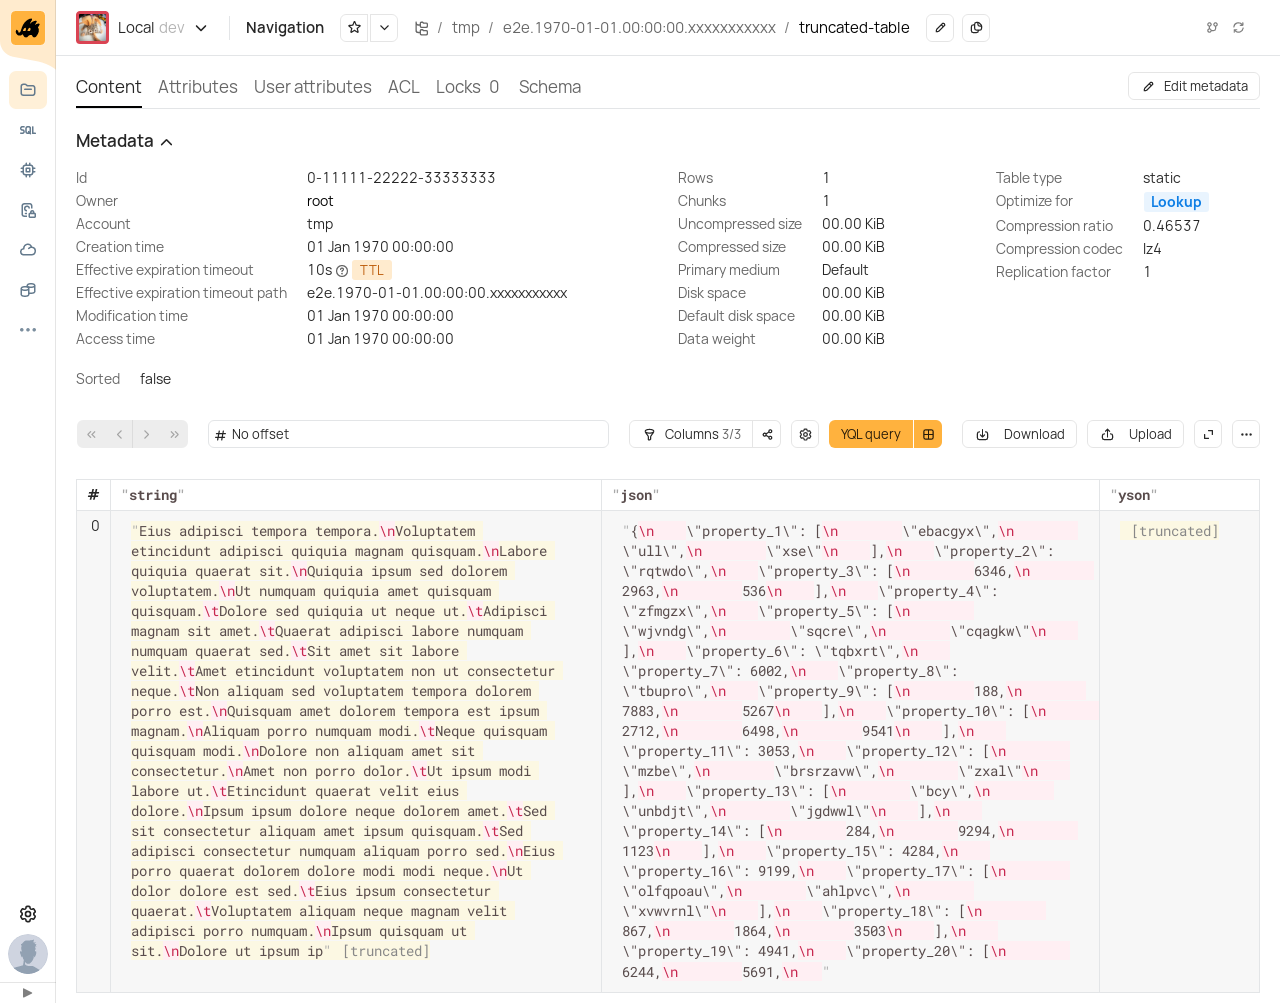 Local dev
Navigation
/ tmp / e2e.1970-01-01.00:00:00.xxxxxxxxxxx / truncated-table
Content Attributes User attributes ACL Locks 0 Schema
Edit metadata
SQL
Metadata
Id 0-11111-22222-33333333
Owner root
Account tmp
Creation time 01 Jan 1970 00:00:00
Effective expiration timeout 10s TTL
Effective expiration timeout path e2e.1970-01-01.00:00:00.xxxxxxxxxxx
Modification time 01 Jan 1970 00:00:00
Access time 01 Jan 1970 00:00:00
Rows 1
Chunks 1
Uncompressed size 00.00 KiB
Compressed size 00.00 KiB
Primary medium Default
Disk space 00.00 KiB
Default disk space 00.00 KiB
Data weight 00.00 KiB
Table type static
Optimize for Lookup
Compression ratio 0.46537
Compression codec lz4
Replication factor 1
Sorted false
# No offset
Columns 3/3
YQL query
Download
Upload
# "string" "json" "yson"
0
"Eius adipisci tempora tempora.\nVoluptatem
etincidunt adipisci quiquia magnam quisquam.\nLabore
quiquia quaerat sit.\nQuiquia ipsum sed dolorem
voluptatem.\nUt numquam quiquia amet quisquam
quisquam.\tDolore sed quiquia ut neque ut.\tAdipisci
magnam sit amet.\tQuaerat adipisci labore numquam
numquam quaerat sed.\tSit amet sit labore
velit.\tAmet etincidunt voluptatem non ut consectetur
neque.\tNon aliquam sed voluptatem tempora dolorem
porro est.\nQuisquam amet dolorem tempora est ipsum
magnam.\nAliquam porro numquam modi.\tNeque quisquam
quisquam modi.\nDolore non aliquam amet sit
consectetur.\nAmet non porro dolor.\tUt ipsum modi
labore ut.\tEtincidunt quaerat velit eius
dolore.\nIpsum ipsum dolore neque dolorem amet.\tSed
sit consectetur aliquam amet ipsum quisquam.\tSed
adipisci consectetur numquam aliquam porro sed.\nEius
porro quaerat dolorem dolore modi modi neque.\nUt
dolor dolore est sed.\tEius ipsum consectetur
quaerat.\tVoluptatem aliquam neque magnam velit
adipisci porro numquam.\nIpsum quisquam ut
sit.\nDolore ut ipsum ip" [truncated]
"{\n    \"property_1\": [\n        \"ebacgyx\",\n
\"ull\",\n        \"xse\"\n    ],\n    \"property_2\":
\"rqtwdo\",\n    \"property_3\": [\n        6346,\n
2963,\n        536\n    ],\n    \"property_4\":
\"zfmgzx\",\n    \"property_5\": [\n
\"wjvndg\",\n        \"sqcre\",\n        \"cqagkw\"\n
],\n    \"property_6\": \"tqbxrt\",\n
\"property_7\": 6002,\n    \"property_8\":
\"tbupro\",\n    \"property_9\": [\n        188,\n
7883,\n        5267\n    ],\n    \"property_10\": [\n
2712,\n        6498,\n        9541\n    ],\n
\"property_11\": 3053,\n    \"property_12\": [\n
\"mzbe\",\n        \"brsrzavw\",\n        \"zxal\"\n
],\n    \"property_13\": [\n        \"bcy\",\n
\"unbdjt\",\n        \"jgdwwl\"\n    ],\n
\"property_14\": [\n        284,\n        9294,\n
1123\n    ],\n    \"property_15\": 4284,\n
\"property_16\": 9199,\n    \"property_17\": [\n
\"olfqpoau\",\n        \"ahlpvc\",\n
\"xvwvrnl\"\n    ],\n    \"property_18\": [\n
867,\n        1864,\n        3503\n    ],\n
\"property_19\": 4941,\n    \"property_20\": [\n
6244,\n        5691,\n   "
[truncated]